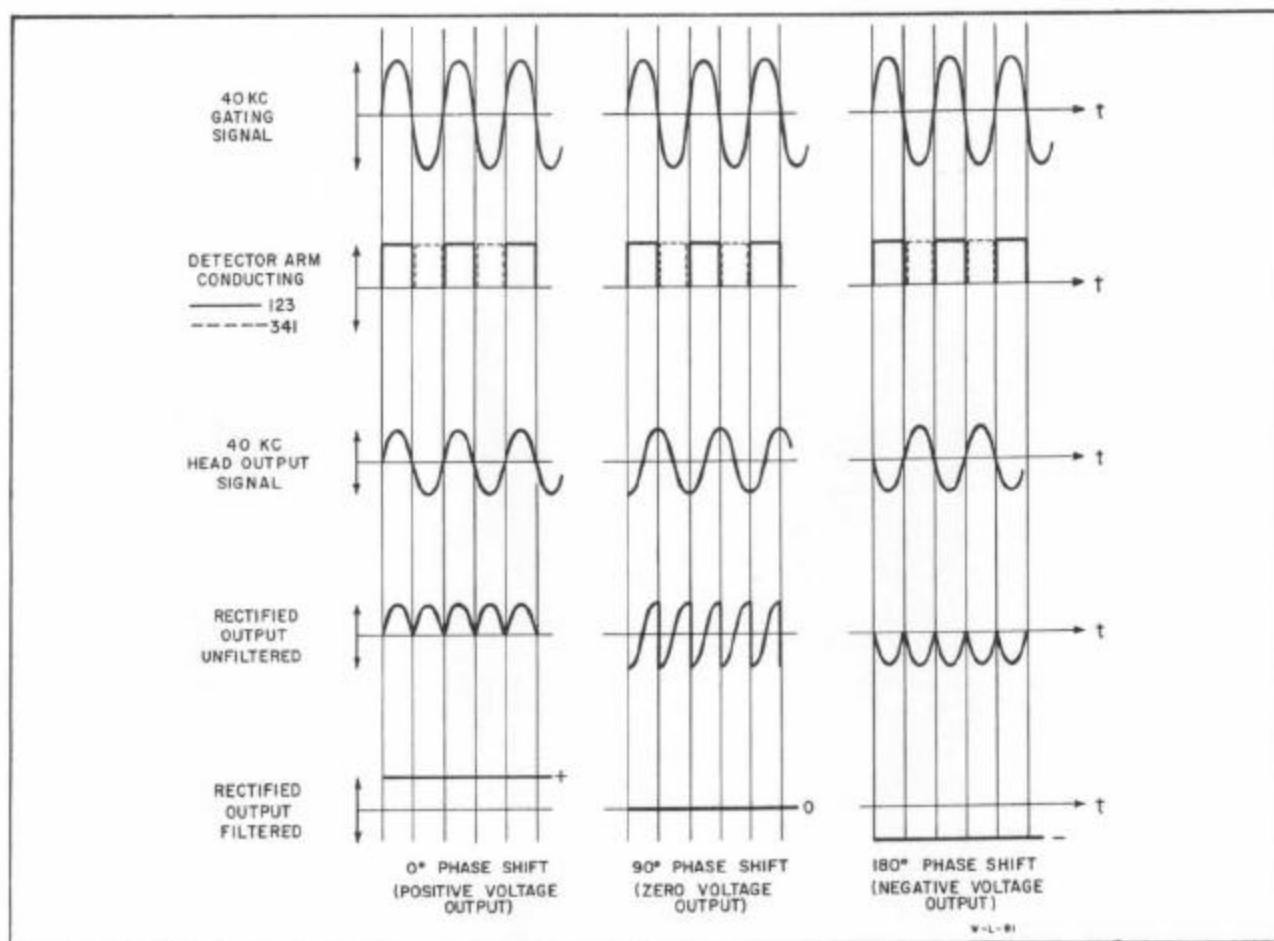 40 KC
GATING
SIGNAL
t
DETECTOR ARM
CONDUCTING
123
341
t
40 KC
HEAD OUTPUT
SIGNAL
t
RECTIFIED
OUTPUT
UNFILTERED
t
RECTIFIED
OUTPUT
FILTERED
+
0
t
-
0° PHASE SHIFT
(POSITIVE VOLTAGE
OUTPUT)
90° PHASE SHIFT
(ZERO VOLTAGE
OUTPUT)
180° PHASE SHIFT
(NEGATIVE VOLTAGE
OUTPUT)
V-L-81